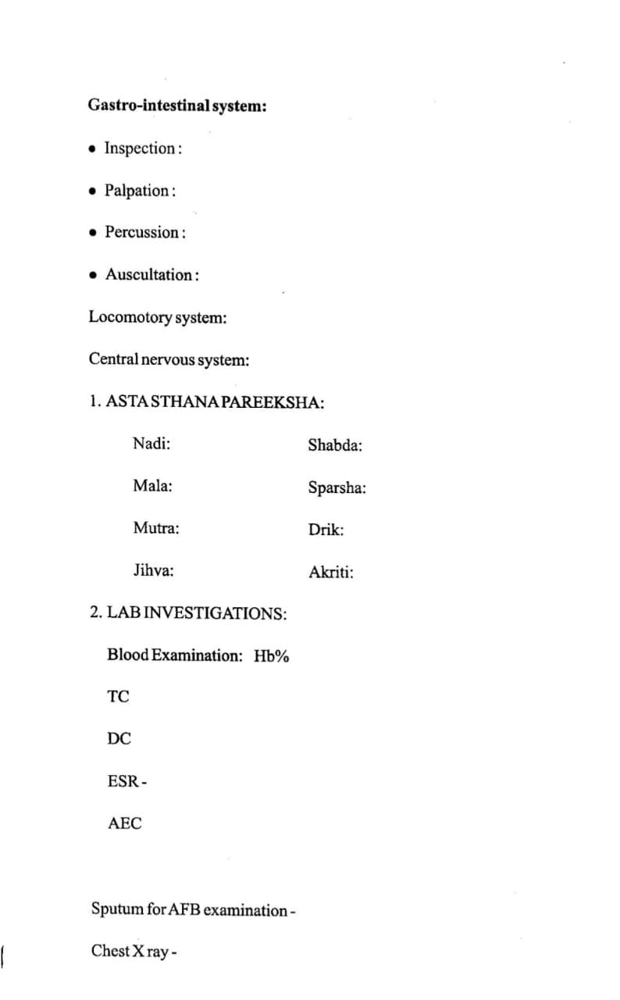 Gastro-intestinal system:
• Inspection :
• Palpation :
• Percussion :
• Auscultation :
Locomotory system:
Central nervous system:
1. ASTA STHANA PAREEKSHA:
Nadi: Shabda:
Mala: Sparsha:
Mutra: Drik:
Jihva: Akriti:
2. LAB INVESTIGATIONS:
Blood Examination: Hb%
TC
DC
ESR -
AEC
Sputum for AFB examination -
Chest X ray -